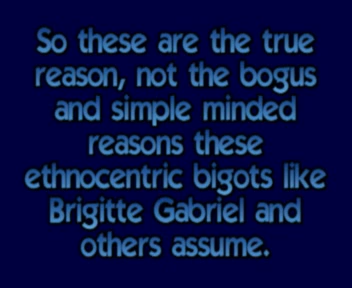 So these are the true
reason, not the bogus
and simple minded
reasons these
ethnocentric bigots like
Brigitte Gabriel and
others assume.